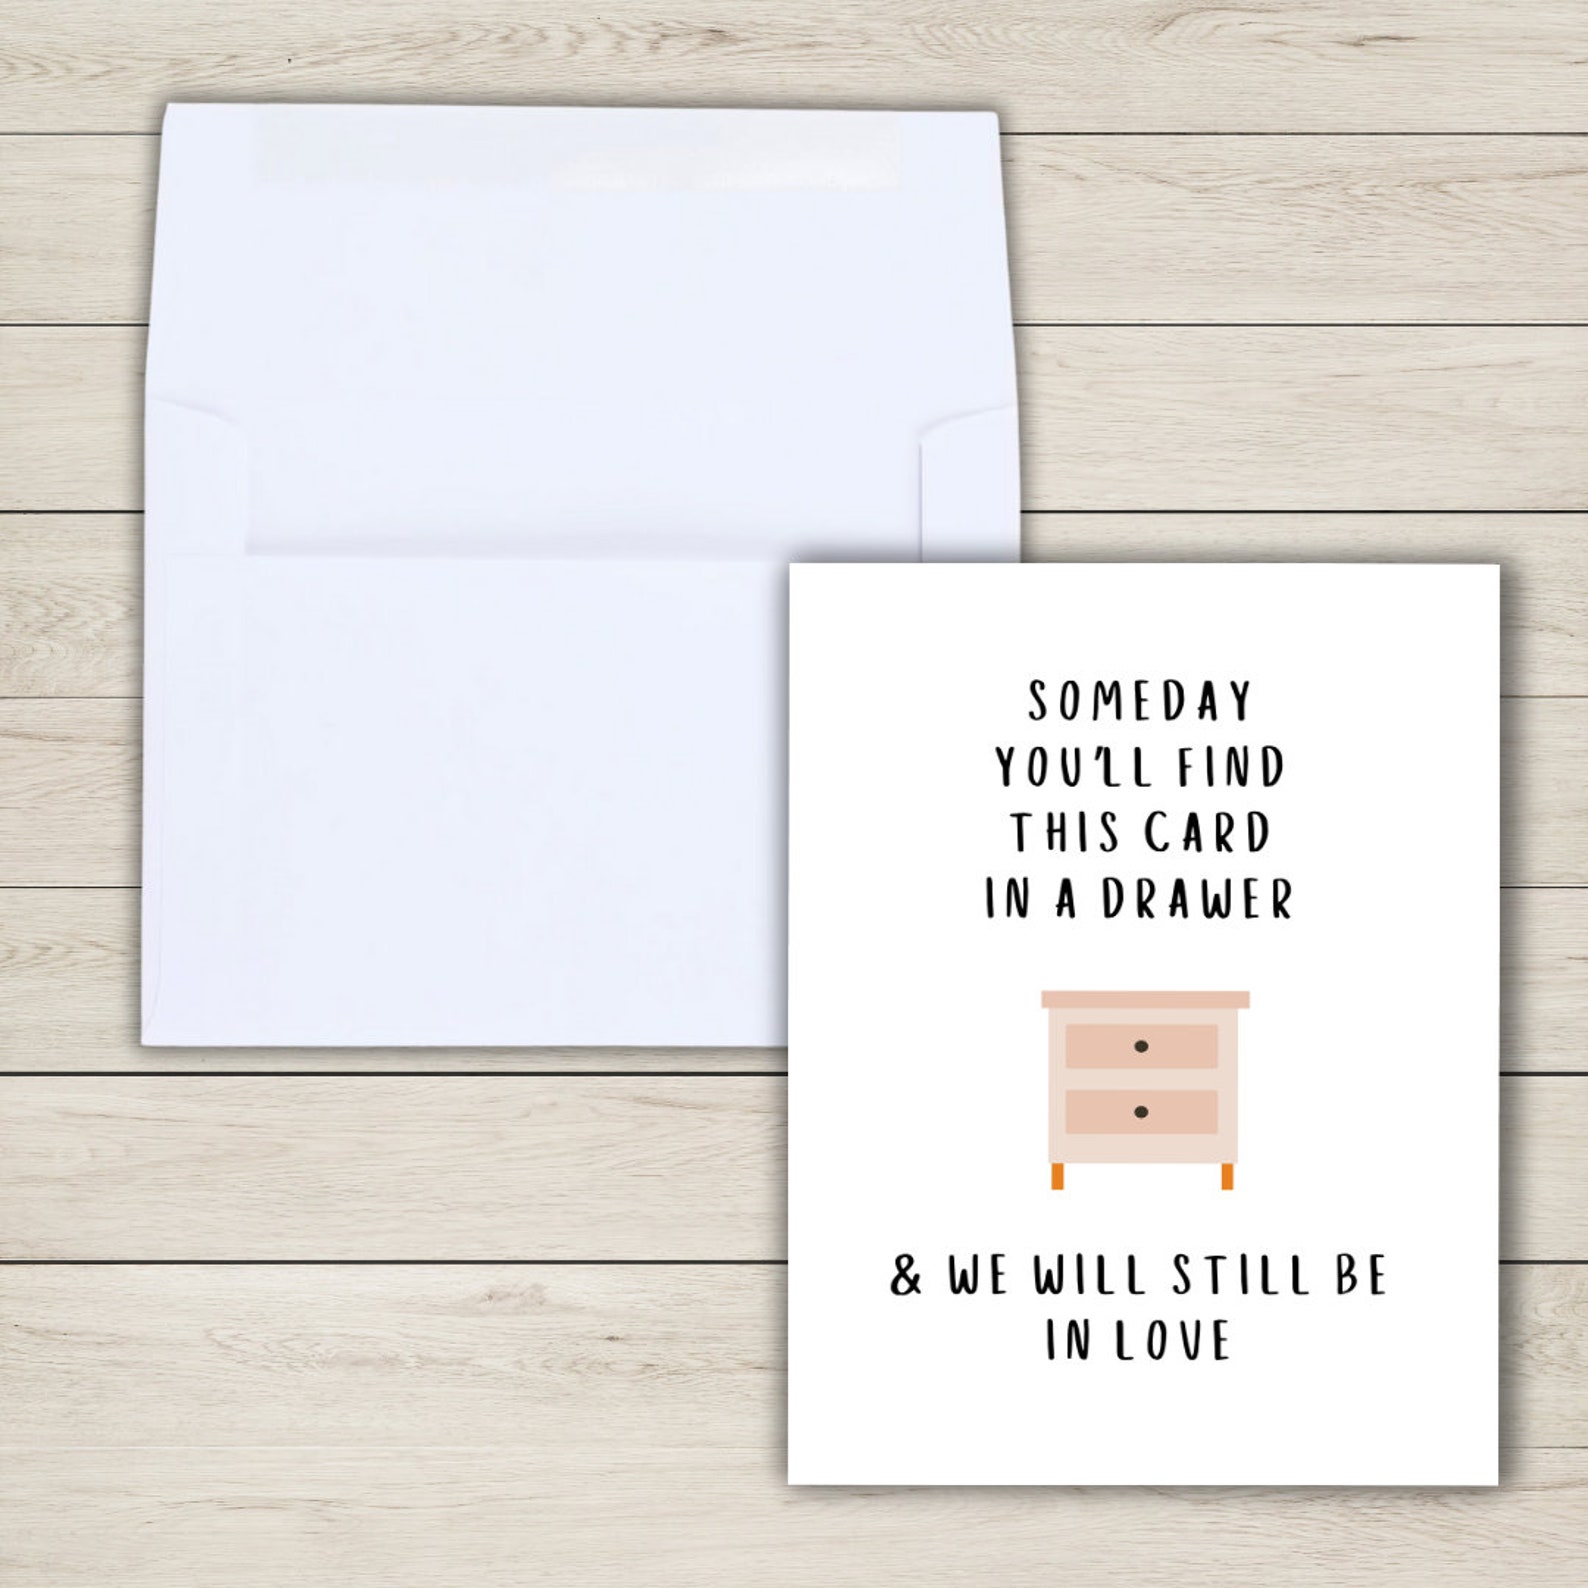 SOMEDAY
YOU'LL FIND
THIS CARD
IN A DRAWER
& WE WILL STILL BE
IN LOVE